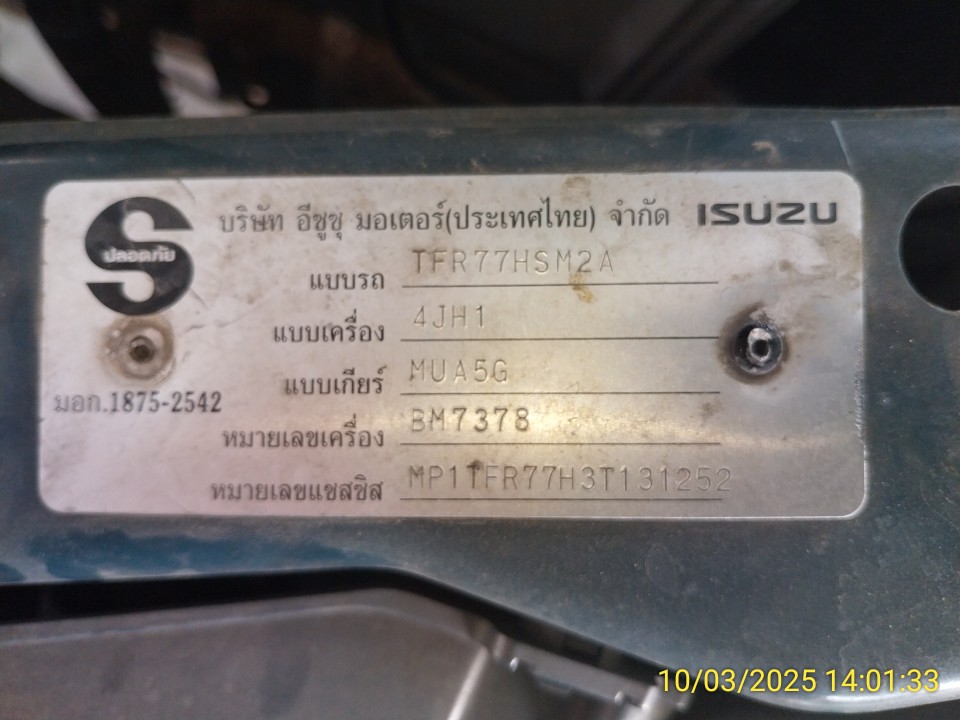 บริษัท อีซูซุ มอเตอร์(ประเทศไทย) จำกัด ISUZU
ปลอดภัย
แบบรถ TFR77HSM2A
แบบเครื่อง 4JH1
แบบเกียร์ MUA5G
มอก.1875-2542
หมายเลขเครื่อง BM7378
หมายเลขแชสซิส MP1TFR77H3T131252
10/03/2025 14:01:33